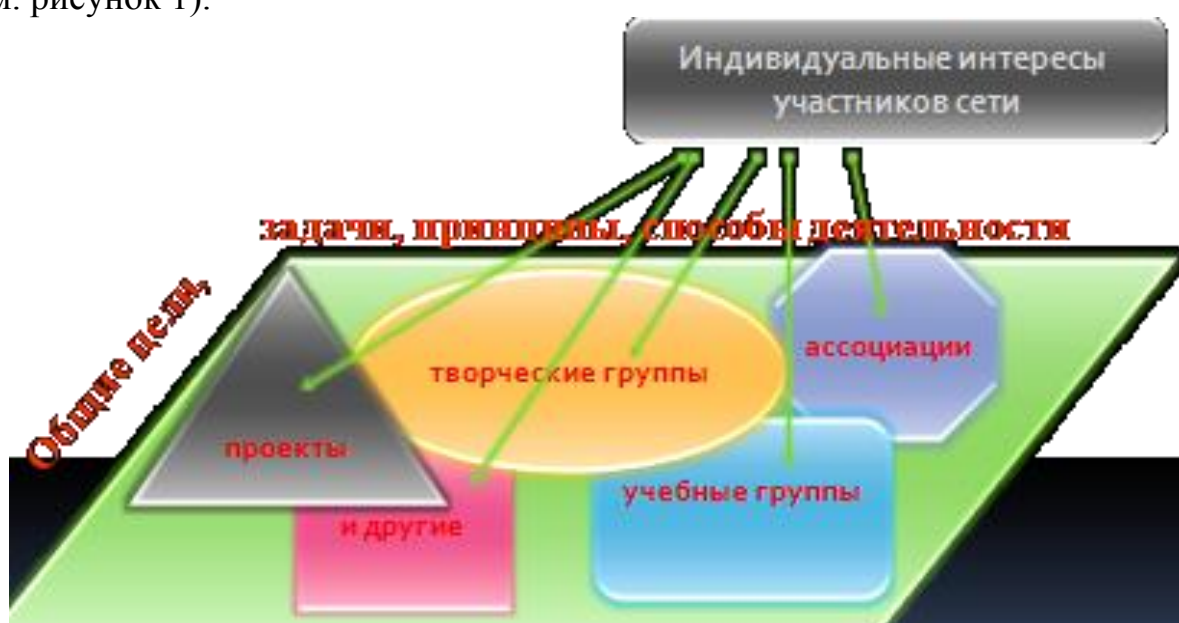 м. рисунок 1).
Индивидуальные интересы
участников сети
задачи, принципы, способы деятельности
Общие цели,
ассоциации
творческие группы
проекты
учебные группы
и другие